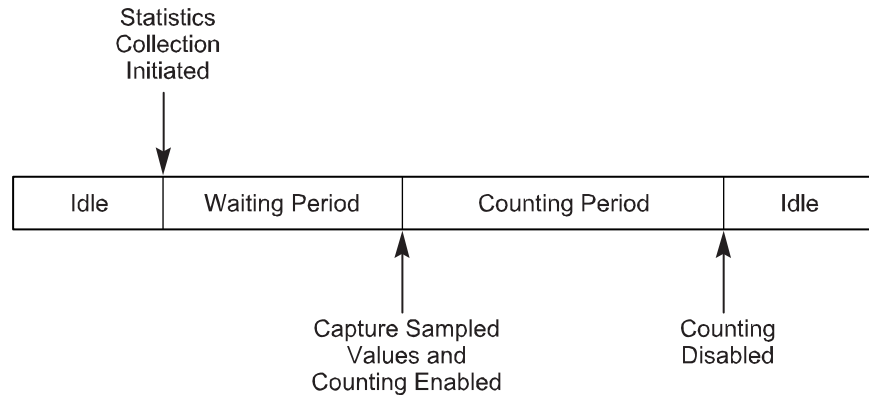 Statistics
Collection
Initiated
Idle
Waiting Period
Counting Period
Idle
Capture Sampled
Values and
Counting Enabled
Counting
Disabled